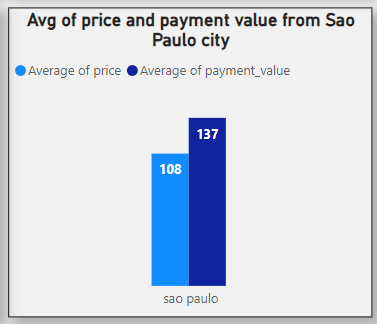 Avg of price and payment value from Sao
Paulo city
Average of price Average of payment_value
137
108
sao paulo